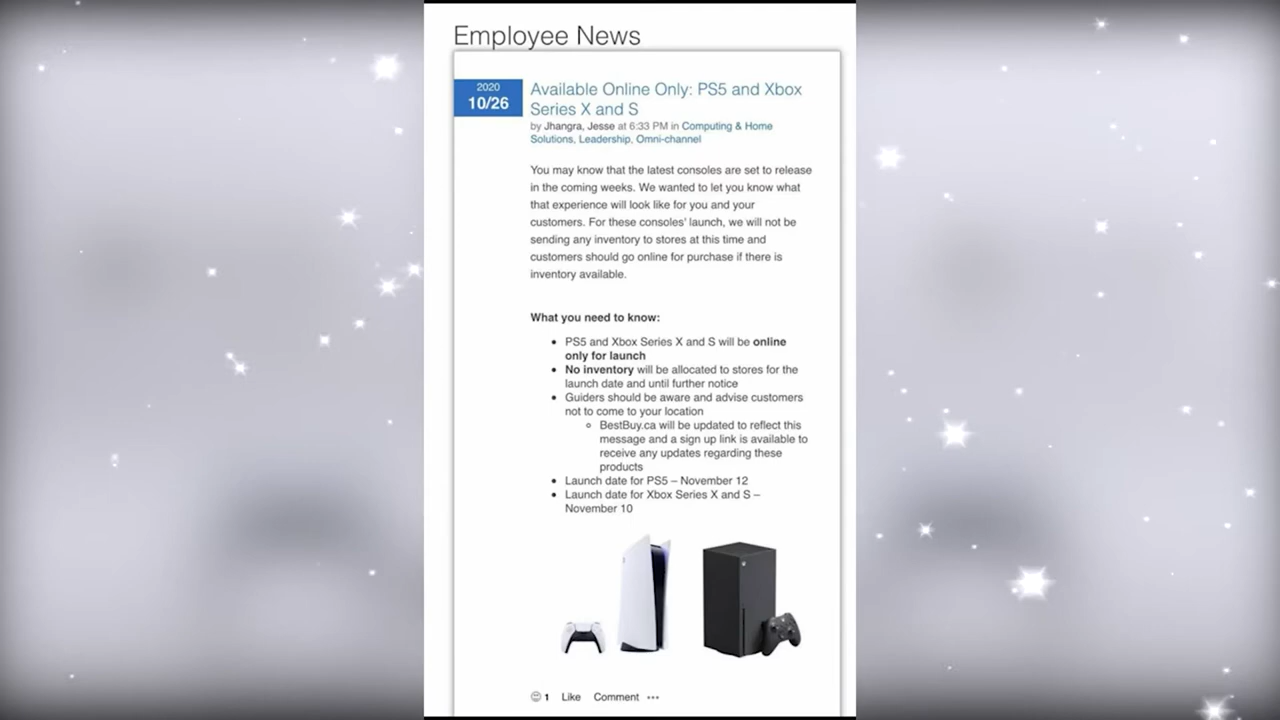 Employee News
2020
10/26
Available Online Only: PS5 and Xbox
Series X and S
by Jhangra, Jesse at 6:33 PM in Computing & Home
Solutions, Leadership, Omni-channel
You may know that the latest consoles are set to release
in the coming weeks. We wanted to let you know what
that experience will look like for you and your
customers. For these consoles' launch, we will not be
sending any inventory to stores at this time and
customers should go online for purchase if there is
inventory available.
What you need to know:
• PS5 and Xbox Series X and S will be online
only for launch
• No inventory will be allocated to stores for the
launch date and until further notice
• Guiders should be aware and advise customers
not to come to your location
◦ BestBuy.ca will be updated to reflect this
message and a sign up link is available to
receive any updates regarding these
products
• Launch date for PS5 – November 12
• Launch date for Xbox Series X and S –
November 10
1 Like Comment •••